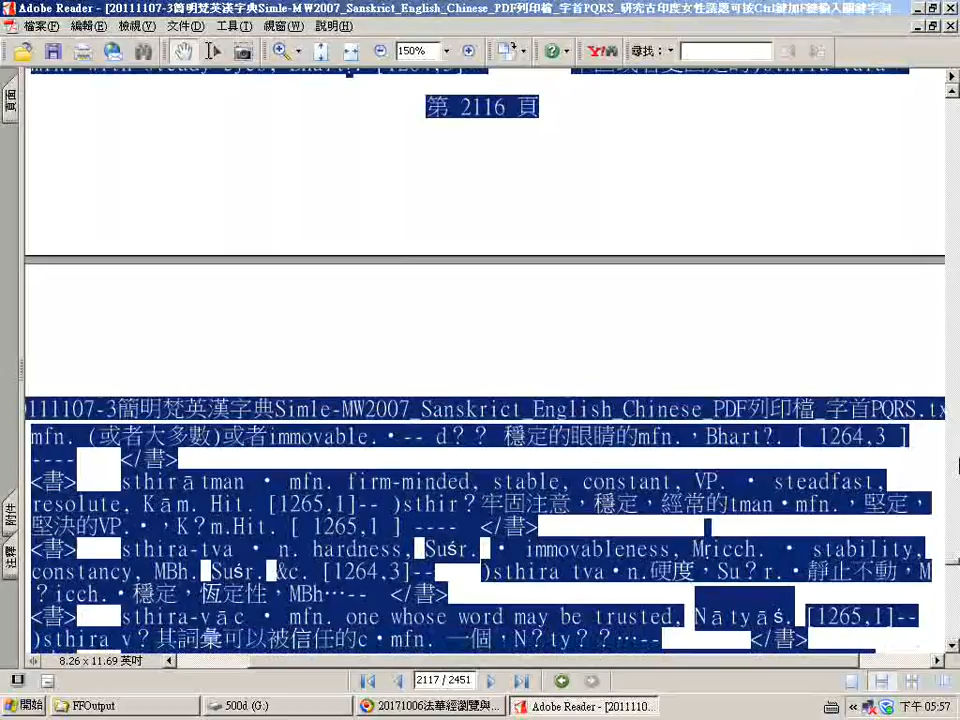 Adobe Reader - [20111107-3簡明梵英漢字典Simle-MW2007_Sanskrict_English_Chinese_PDF列印檔_字首PQRS_研究古印度女性議題可按Ctrl鍵加F鍵輸入關鍵字詞
檔案(F) 編輯(E) 檢視(V) 文件(D) 工具(T) 視窗(W) 說明(H)
150% 尋找：
頁面
第 2116 頁
111107-3簡明梵英漢字典Simle-MW2007_Sanskrict_English_Chinese_PDF列印檔_字首PQRS.tx
mfn. (或者大多數)或者immovable.‧-- d？？ 穩定的眼睛的mfn.，Bhart?. [ 1264,3 ]
---- </書>
<書> sthirātman ‧ mfn. firm-minded, stable, constant, VP. ‧ steadfast,
resolute, Kām. Hit. [1265,1]-- )sthir？牢固注意，穩定，經常的tman‧mfn.，堅定，
堅決的VP.‧，K？m.Hit. [ 1265,1 ] ---- </書>
<書> sthira-tva ‧ n. hardness, Suśr. ‧ immovableness, Mṛicch. ‧ stability,
constancy, MBh. Suśr. &c. [1264,3]-- )sthira tva‧n.硬度，Su？r.‧靜止不動，M
？icch.‧穩定，恆定性，MBh…-- </書>
<書> sthira-vāc ‧ mfn. one whose word may be trusted, Nātyāś. [1265,1]--
)sthira v？其詞彙可以被信任的c‧mfn. 一個，N？ty？？…-- </書>
附件
注釋
8.26 x 11.69 英吋
2117 / 2451
開始 FFOutput 500d (G:) 20171006法華經瀏覽與... Adobe Reader - [2011110... 下午 05:57